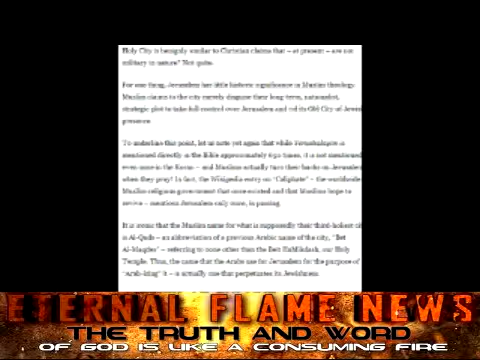 Holy City is benignly similar to Christian claims that – at present – are not
military in nature? Not quite.
For one thing, Jerusalem has little historic significance in Muslim theology.
Muslim claims to the city merely disguise their long-term, nationalist,
strategic plot to take full control over Jerusalem and rid its Old City of Jewish
presence.
To underline this point, let us note yet again that while Yerushalayim is
mentioned directly in the Bible approximately 650 times, it is not mentioned
even once in the Koran – and Muslims actually turn their backs on Jerusalem
when they pray! In fact, the Wikipedia entry on "Caliphate" – the worldwide
Muslim religious government that once existed and that Muslims hope to
revive – mentions Jerusalem only once, in passing.
It is ironic that the Muslim name for what is supposedly their third-holiest city
is Al-Quds – an abbreviation of a previous Arabic name of the city, "Bet
Al-Maqdes" – referring to none other than the Beit HaMikdash, our Holy
Temple. Thus, the name that the Arabs use for Jerusalem for the purpose of
"Arab-izing" it – is actually one that perpetuates its Jewishness.
ETERNAL FLAME NEWS
THE TRUTH AND WORD
OF GOD IS LIKE A CONSUMING FIRE